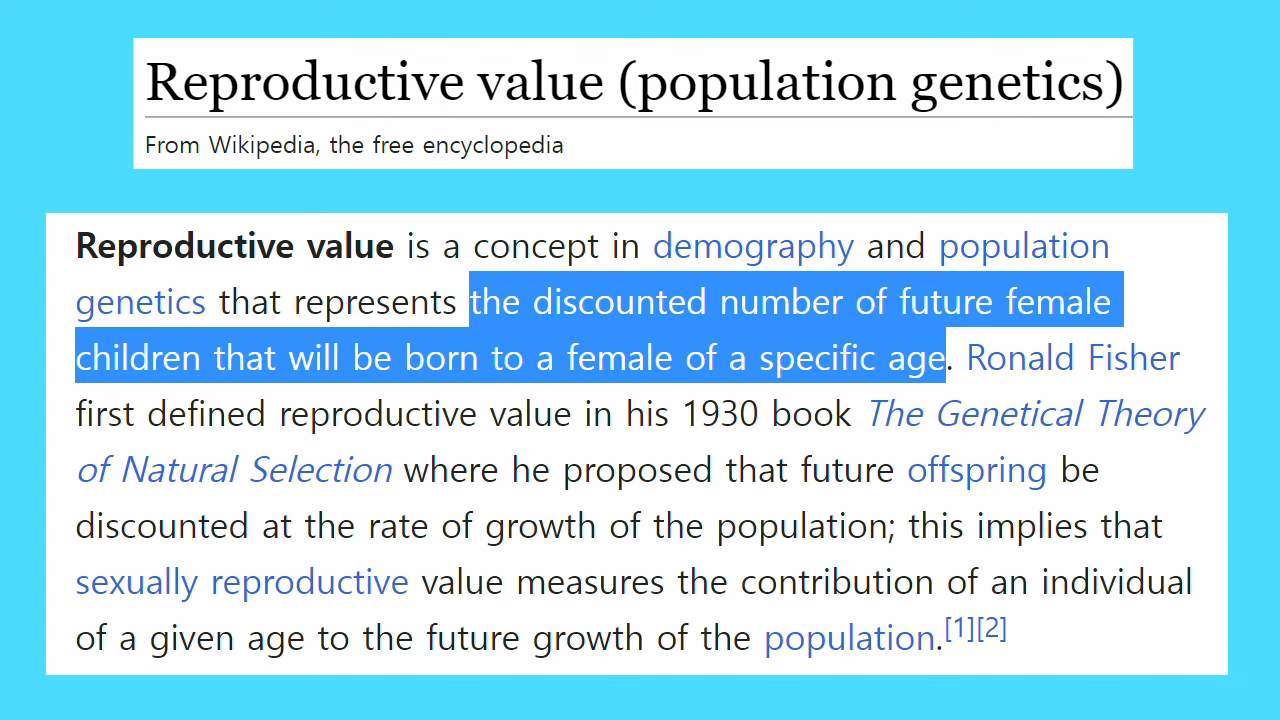 Reproductive value (population genetics)
From Wikipedia, the free encyclopedia
Reproductive value is a concept in demography and population
genetics that represents the discounted number of future female
children that will be born to a female of a specific age. Ronald Fisher
first defined reproductive value in his 1930 book The Genetical Theory
of Natural Selection where he proposed that future offspring be
discounted at the rate of growth of the population; this implies that
sexually reproductive value measures the contribution of an individual
of a given age to the future growth of the population.[1][2]